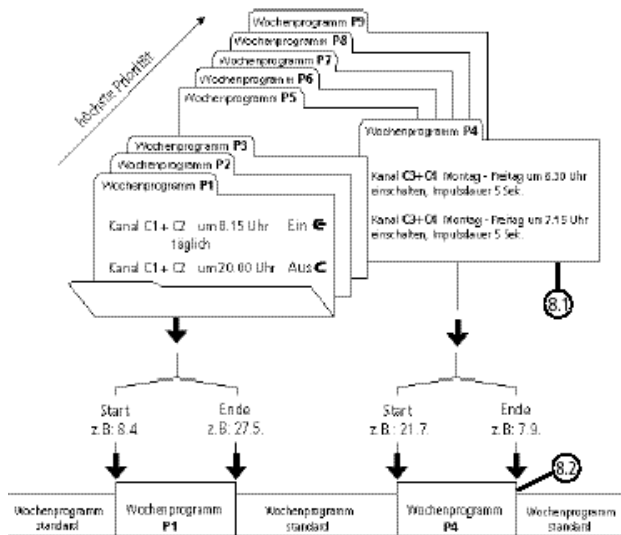 höchste Priorität
Wochenprogramm P9
Wochenprogramm P8
Wochenprogramm P7
Wochenprogramm P6
Wochenprogramm P5
Wochenprogramm P4
Wochenprogramm P3
Wochenprogramm P2
Wochenprogramm P1
Kanal C1+ C2 um 8.15 Uhr Ein
täglich
Kanal C1+ C2 um 20.00 Uhr Aus
Kanal Montag - Freitag um 6.30 Uhr
einschalten, Impulsdauer 5 Sek.
Kanal Montag - Freitag um 7.15 Uhr
einschalten, Impulsdauer 5 Sek.
8.1
Start
z.B: 8.4.
Ende
z.B: 27.5.
Start
z.B.: 21.7.
Ende
z.B: 7.9.
8.2
Wochenprogramm
standard
Wochenprogramm
P1
Wochenprogramm
standard
Wochenprogramm
P4
Wochenprogramm
standard